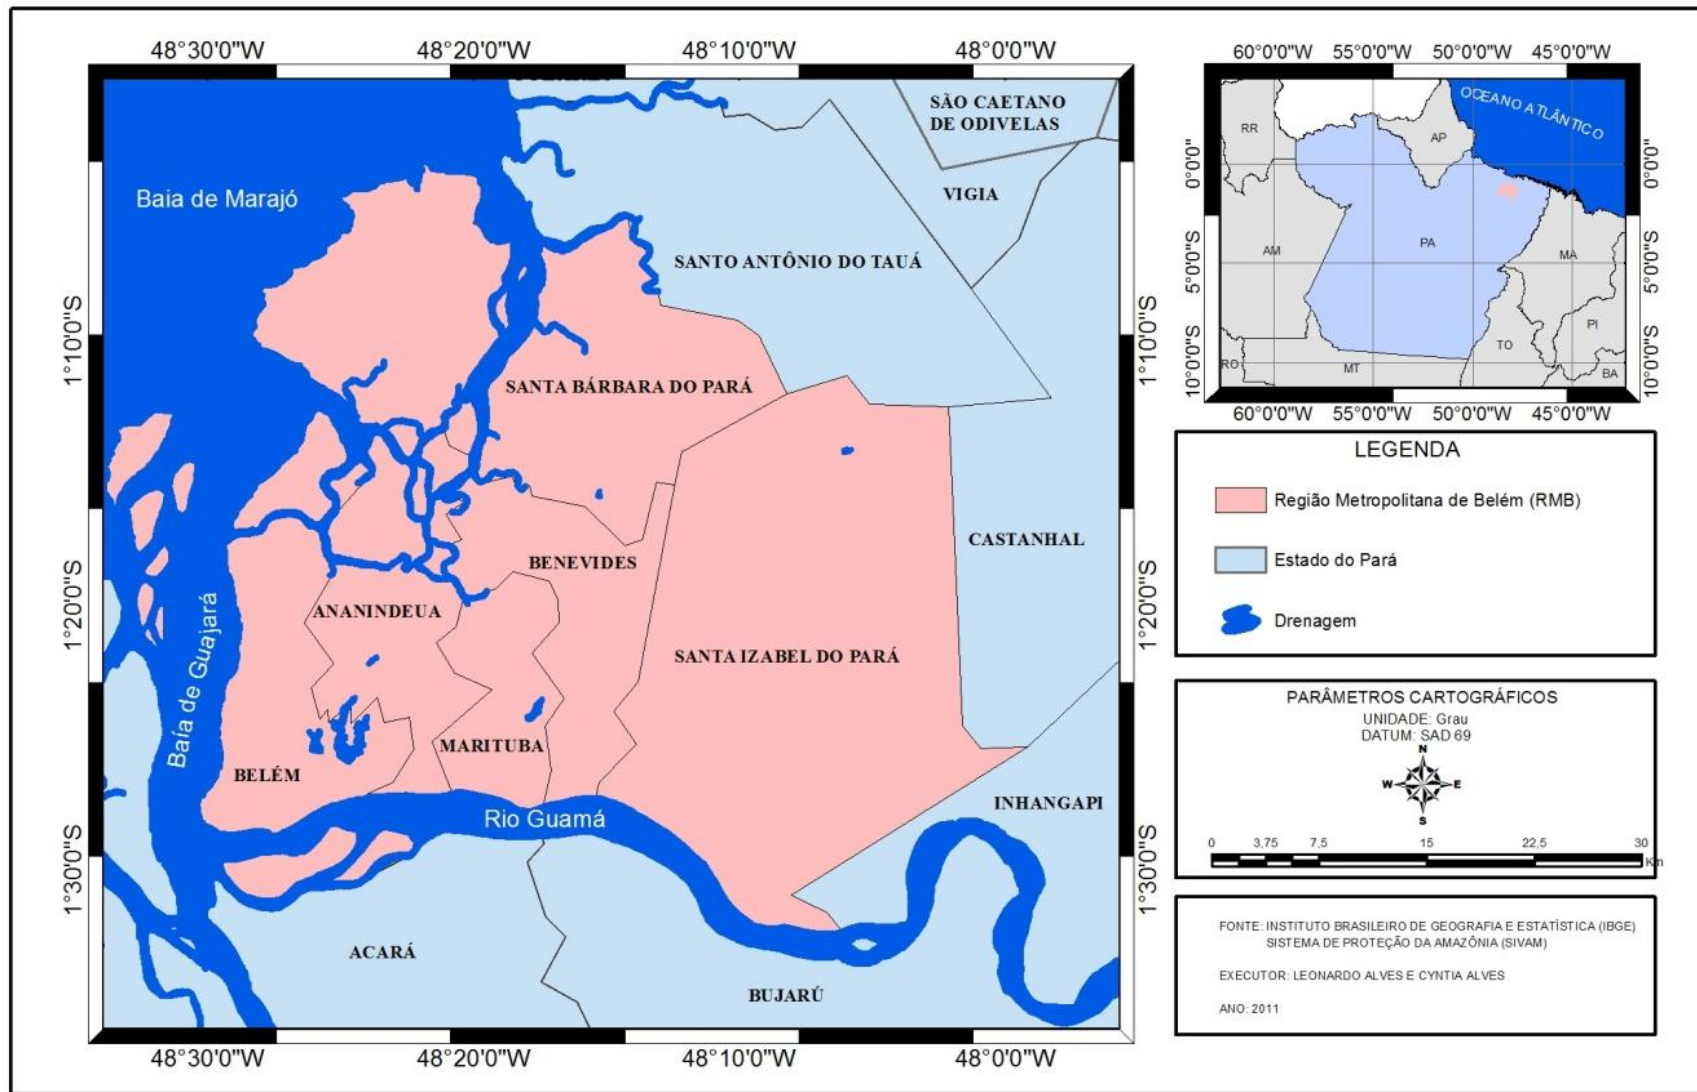 48°30'0"W 48°20'0"W 48°10'0"W 48°0'0"W
SÃO CAETANO
DE ODIVELAS
Baia de Marajó
VIGIA
SANTO ANTÔNIO DO TAUÁ
1°10'0"S 1°10'0"S
SANTA BÁRBARA DO PARÁ
CASTANHAL
BENEVIDES
ANANINDEUA
1°20'0"S 1°20'0"S
SANTA IZABEL DO PARÁ
Baía de Guajará
MARITUBA
BELÉM
INHANGAPI
Rio Guamá
1°30'0"S 1°30'0"S
ACARÁ
BUJARÚ
48°30'0"W 48°20'0"W 48°10'0"W 48°0'0"W
60°0'0"W 55°0'0"W 50°0'0"W 45°0'0"W
OCEANO ATLÂNTICO
RR
AP
0°0'0" 0°0'0"
AM
PA
MA
5°0'0"S 5°0'0"S
PI
TO
RO
MT
BA
10°0'0"S 10°0'0"S
60°0'0"W 55°0'0"W 50°0'0"W 45°0'0"W
LEGENDA
Região Metropolitana de Belém (RMB)
Estado do Pará
Drenagem
PARÂMETROS CARTOGRÁFICOS
UNIDADE: Grau
DATUM: SAD 69
N
W E
S
0 3,75 7,5 15 22,5 30
Km
FONTE: INSTITUTO BRASILEIRO DE GEOGRAFIA E ESTATÍSTICA (IBGE)
SISTEMA DE PROTEÇÃO DA AMAZÔNIA (SIVAM)
EXECUTOR: LEONARDO ALVES E CYNTIA ALVES
ANO: 2011